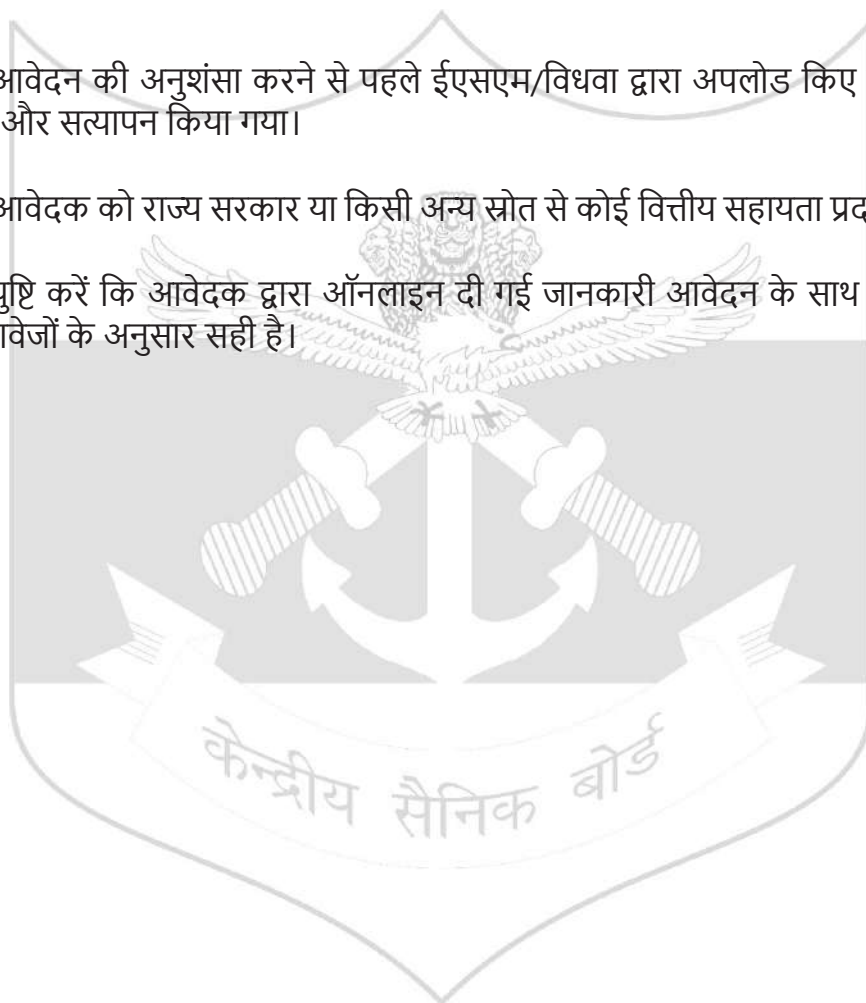 आवेदन की अनुशंसा करने से पहले ईएसएम/विधवा द्वारा अपलोड किए
और सत्यापन किया गया।
आवेदक को राज्य सरकार या किसी अन्य स्रोत से कोई वित्तीय सहायता
पुष्टि करें कि आवेदक द्वारा ऑनलाइन दी गई जानकारी आवेदन के साथ
के अनुसार सही है।
केन्द्रीय सैनिक बोर्ड